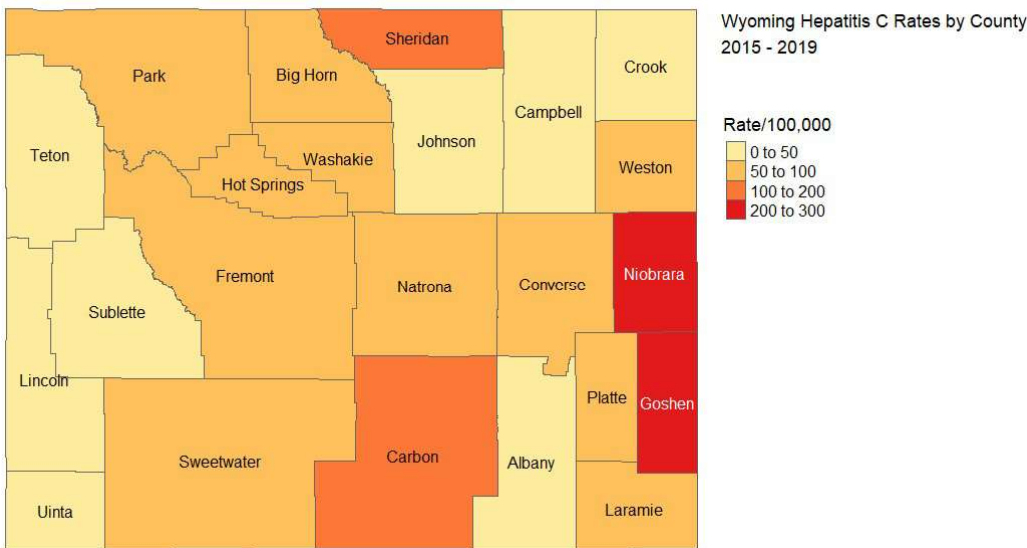 Wyoming Hepatitis C Rates by County
2015 - 2019
Rate/100,000
0 to 50
50 to 100
100 to 200
200 to 300
Sheridan
Park
Big Horn
Crook
Campbell
Johnson
Teton
Washakie
Weston
Hot Springs
Fremont
Natrona
Converse
Niobrara
Sublette
Lincoln
Platte
Goshen
Sweetwater
Carbon
Albany
Uinta
Laramie